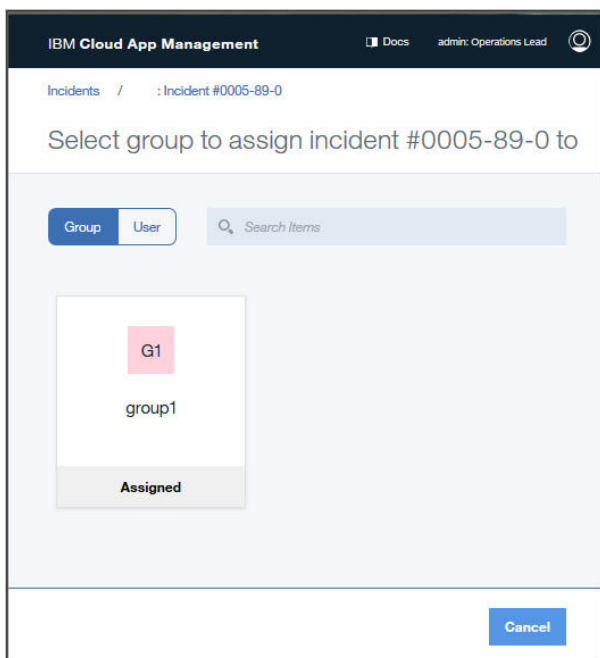 IBM Cloud App Management Docs admin: Operations Lead
Incidents / : Incident #0005-89-0
Select group to assign incident #0005-89-0 to
Group User Search Items
G1
group1
Assigned
Cancel